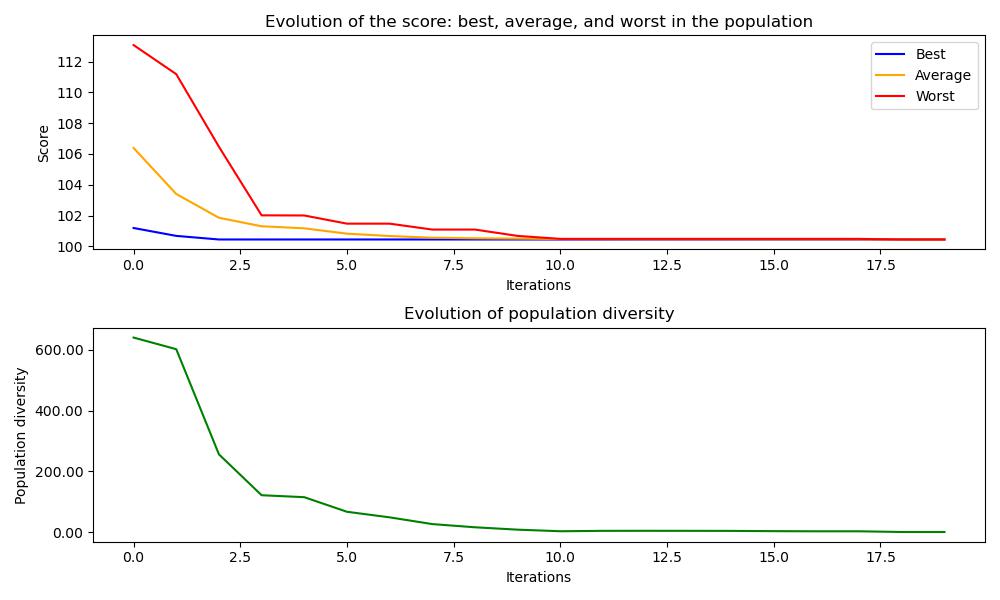 Evolution of the score: best, average, and worst in the population
Score
112
110
108
106
104
102
100
Best
Average
Worst
0.0 2.5 5.0 7.5 10.0 12.5 15.0 17.5
Iterations
Evolution of population diversity
Population diversity
600.00
400.00
200.00
0.00
0.0 2.5 5.0 7.5 10.0 12.5 15.0 17.5
Iterations